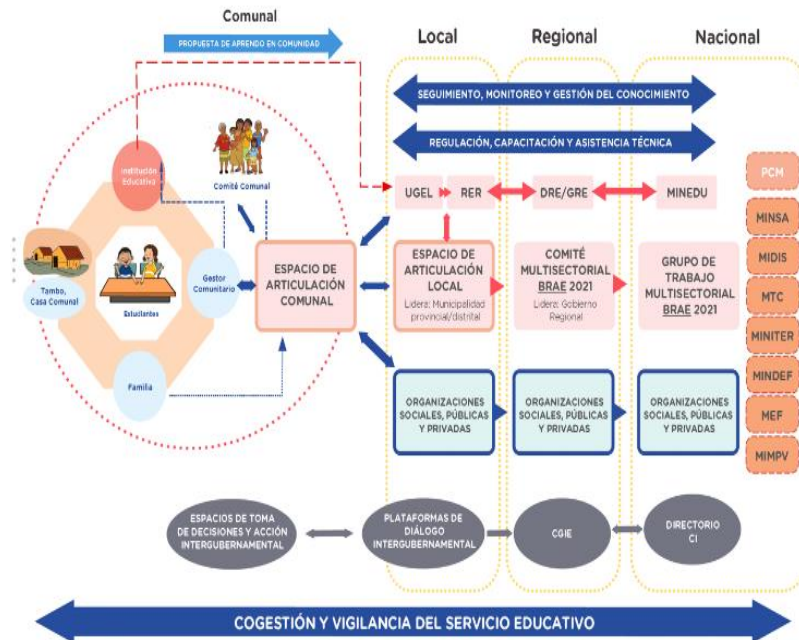 Comunal
PROPUESTA DE APRENDO EN COMUNIDAD
Local
Regional
Nacional
SEGUIMIENTO, MONITOREO Y GESTIÓN DEL CONOCIMIENTO
REGULACIÓN, CAPACITACIÓN Y ASISTENCIA TÉCNICA
Institución
Educativa
Comité Comunal
Tambo,
Casa Comunal
Estudiantes
Gestor
Comunitario
Familia
ESPACIO DE
ARTICULACIÓN
COMUNAL
UGEL
RER
DRE/GRE
MINEDU
ESPACIO DE
ARTICULACIÓN
LOCAL
Lidera: Municipalidad
provincial/distrital
COMITÉ
MULTISECTORIAL
BRAE 2021
Lidera: Gobierno
Regional
GRUPO DE
TRABAJO
MULTISECTORIAL
BRAE 2021
ORGANIZACIONES
SOCIALES, PÚBLICAS
Y PRIVADAS
ORGANIZACIONES
SOCIALES, PÚBLICAS
Y PRIVADAS
ORGANIZACIONES
SOCIALES, PÚBLICAS
Y PRIVADAS
PCM
MINSA
MIDIS
MTC
MINITER
MINDEF
MEF
MiMPV
ESPACIOS DE TOMA
DE DECISIONES Y ACCIÓN
INTERGUBERNAMENTAL
PLATAFORMAS DE
DIÁLOGO
INTERGUBERNAMENTAL
CGIE
DIRECTORIO
CI
COGESTIÓN Y VIGILANCIA DEL SERVICIO EDUCATIVO